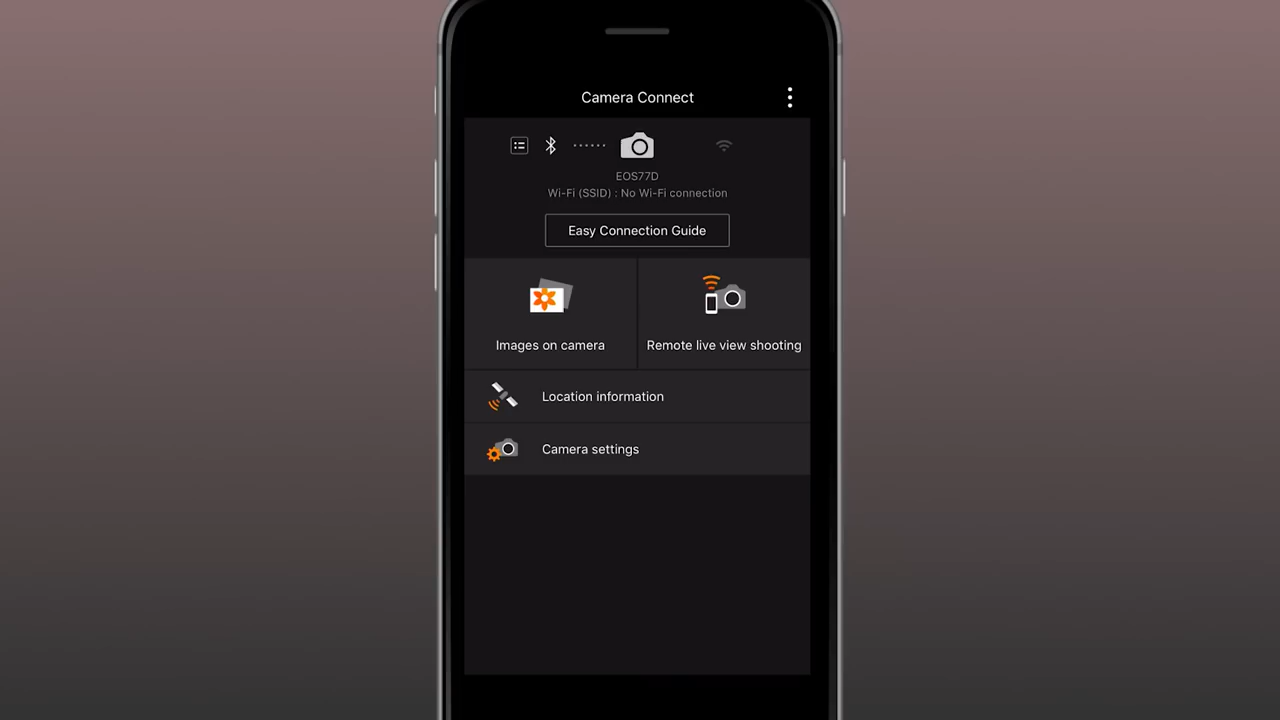 Camera Connect
EOS77D
Wi-Fi (SSID) : No Wi-Fi connection
Easy Connection Guide
Images on camera
Remote live view shooting
Location information
Camera settings